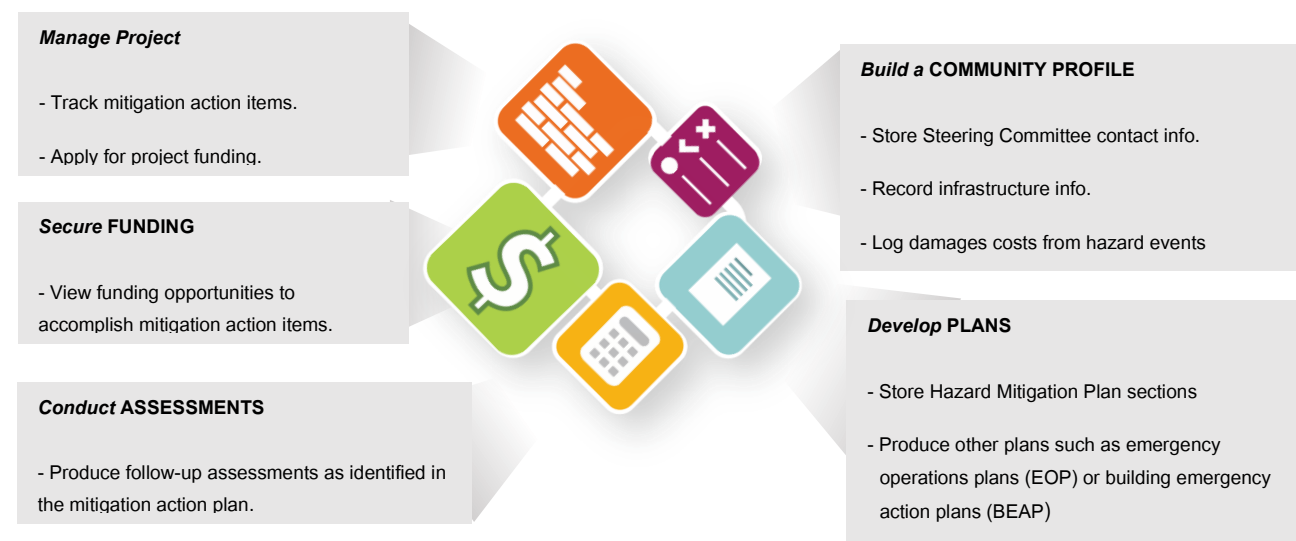 Manage Project
- Track mitigation action items.
- Apply for project funding.
Secure FUNDING
- View funding opportunities to
accomplish mitigation action items.
Conduct ASSESSMENTS
- Produce follow-up assessments as identified in
the mitigation action plan.
Build a COMMUNITY PROFILE
- Store Steering Committee contact info.
- Record infrastructure info.
- Log damages costs from hazard events
Develop PLANS
- Store Hazard Mitigation Plan sections
- Produce other plans such as emergency
operations plans (EOP) or building emergency
action plans (BEAP)
$